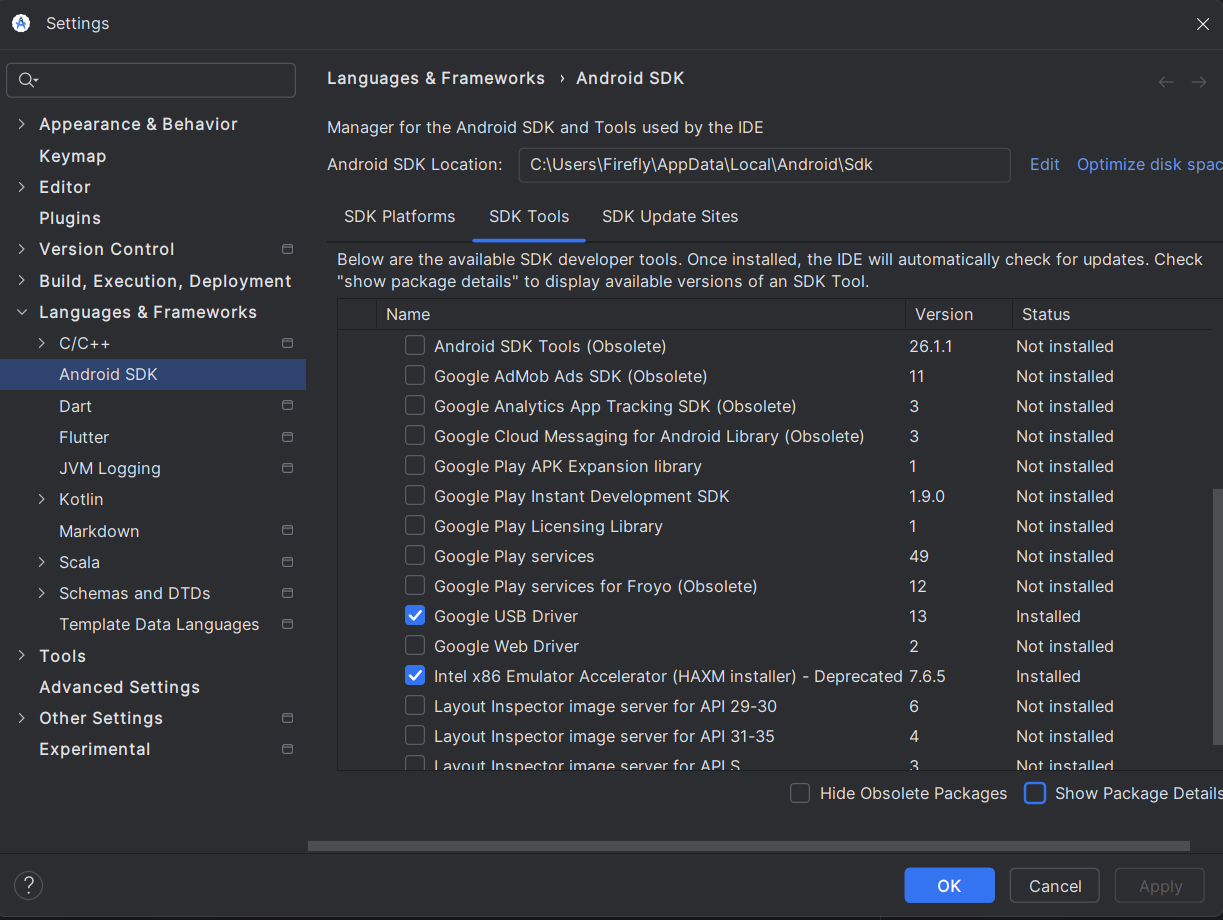 Settings
Appearance & Behavior
Keymap
Editor
Plugins
Version Control
Build, Execution, Deployment
Languages & Frameworks
C/C++
Android SDK
Dart
Flutter
JVM Logging
Kotlin
Markdown
Scala
Schemas and DTDs
Template Data Languages
Tools
Advanced Settings
Other Settings
Experimental
Languages & Frameworks › Android SDK
Manager for the Android SDK and Tools used by the IDE
Android SDK Location: C:\Users\Firefly\AppData\Local\Android\Sdk Edit Optimize disk spac
SDK Platforms SDK Tools SDK Update Sites
Below are the available SDK developer tools. Once installed, the IDE will automatically check for updates. Check
"show package details" to display available versions of an SDK Tool.
Name Version Status
Android SDK Tools (Obsolete) 26.1.1 Not installed
Google AdMob Ads SDK (Obsolete) 11 Not installed
Google Analytics App Tracking SDK (Obsolete) 3 Not installed
Google Cloud Messaging for Android Library (Obsolete) 3 Not installed
Google Play APK Expansion library 1 Not installed
Google Play Instant Development SDK 1.9.0 Not installed
Google Play Licensing Library 1 Not installed
Google Play services 49 Not installed
Google Play services for Froyo (Obsolete) 12 Not installed
Google USB Driver 13 Installed
Google Web Driver 2 Not installed
Intel x86 Emulator Accelerator (HAXM installer) - Deprecated 7.6.5 Installed
Layout Inspector image server for API 29-30 6 Not installed
Layout Inspector image server for API 31-35 4 Not installed
Layout Inspector image server for API S 3 Not installed
Hide Obsolete Packages Show Package Details
? OK Cancel Apply